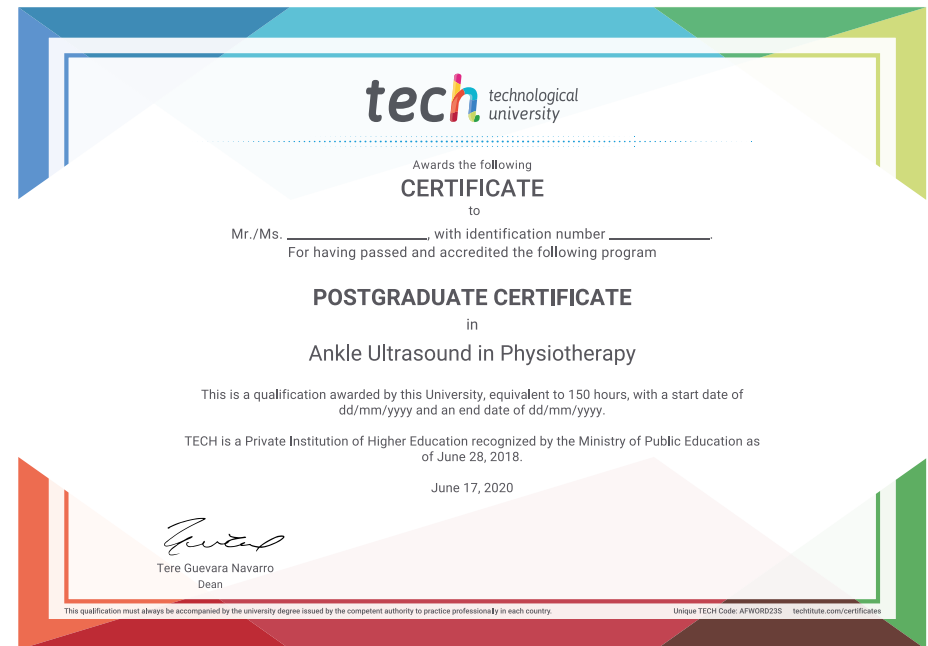 tech technological
university
Awards the following
CERTIFICATE
to
Mr./Ms. ____________________, with identification number ______________.
For having passed and accredited the following program
POSTGRADUATE CERTIFICATE
in
Ankle Ultrasound in Physiotherapy
This is a qualification awarded by this University, equivalent to 150 hours, with a start date of
dd/mm/yyyy and an end date of dd/mm/yyyy.
TECH is a Private Institution of Higher Education recognized by the Ministry of Public Education as
of June 28, 2018.
June 17, 2020
Tere Guevara Navarro
Dean
This qualification must always be accompanied by the university degree issued by the competent authority to practice professionally in each country. Unique TECH Code: AFWORD23S techtitute.com/certificates